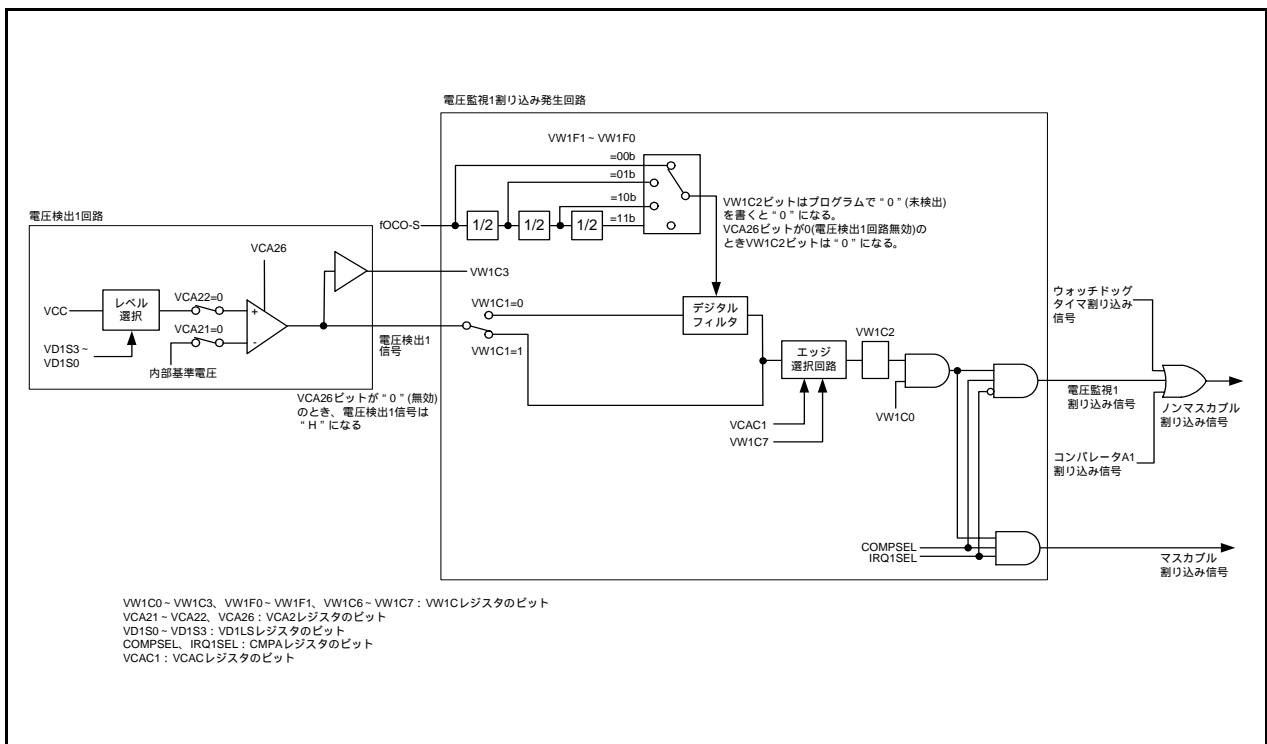 電圧監視1割り込み発生回路
VW1F1～VW1F0
=00b
=01b
=10b
=11b
fOCO-S
1/2
1/2
1/2
VW1C2ビットはプログラムで“0”(未検出)
を書くと“0”になる。
VCA26ビットが0(電圧検出1回路無効)の
ときVW1C2ビットは“0”になる。
電圧検出1回路
VCA26
VW1C3
VCC
レベル
選択
VCA22=0
+
VCA21=0
-
VD1S3～
VD1S0
内部基準電圧
電圧検出1
信号
VW1C1=0
VW1C1=1
デジタル
フィルタ
エッジ
選択回路
VW1C2
VCAC1
VW1C7
VW1C0
VCA26ビットが“0”(無効)
のとき、電圧検出1信号は
“H”になる
ウォッチドッグ
タイマ割り込み
信号
電圧監視1
割り込み信号
ノンマスカブル
割り込み信号
コンパレータA1
割り込み信号
COMPSEL
IRQ1SEL
マスカブル
割り込み信号
VW1C0～VW1C3、VW1F0～VW1F1、VW1C6～VW1C7：VW1Cレジスタのビット
VCA21～VCA22、VCA26：VCA2レジスタのビット
VD1S0～VD1S3：VD1LSレジスタのビット
COMPSEL、IRQ1SEL：CMPAレジスタのビット
VCAC1：VCACレジスタのビット